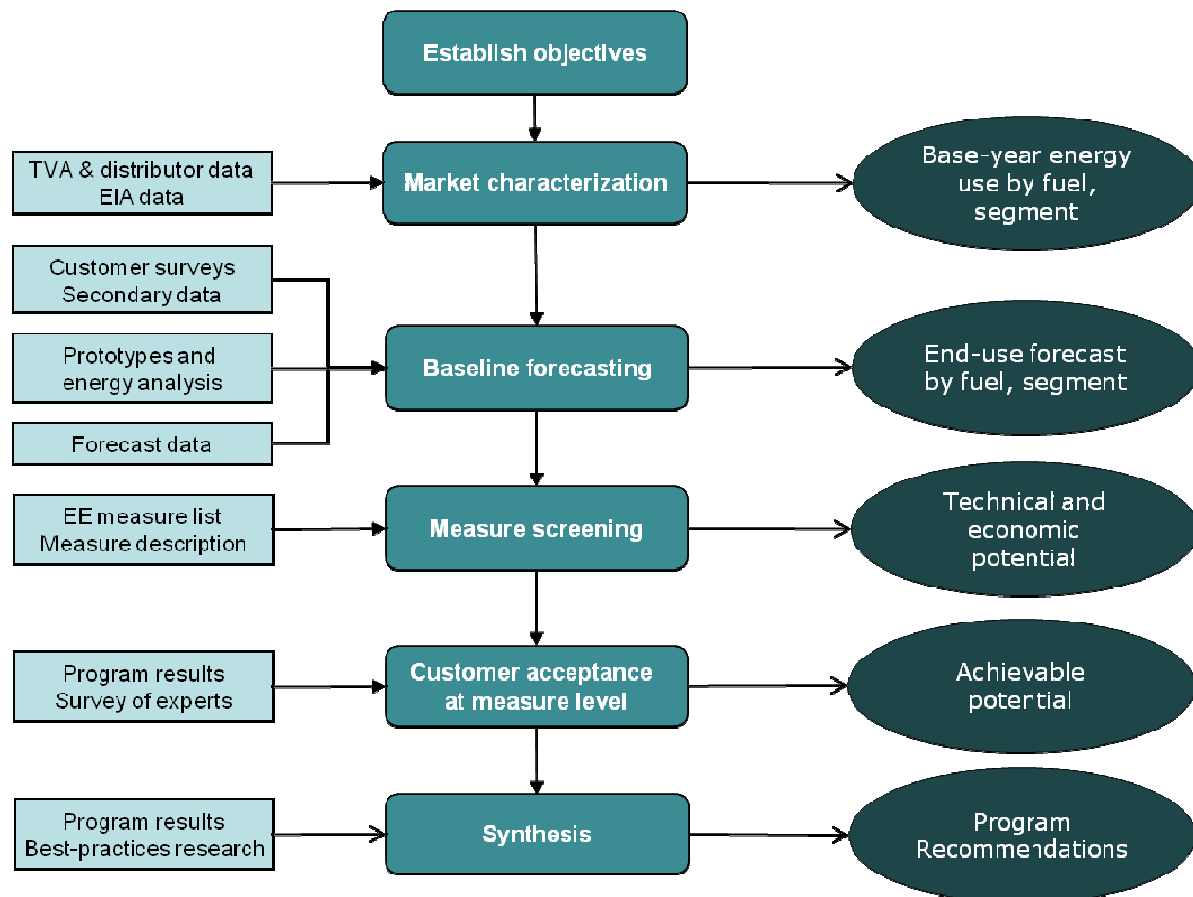 Establish objectives
TVA & distributor data
EIA data
Market characterization
Base-year energy
use by fuel,
segment
Customer surveys
Secondary data
Prototypes and
energy analysis
Forecast data
Baseline forecasting
End-use forecast
by fuel, segment
EE measure list
Measure description
Measure screening
Technical and
economic
potential
Program results
Survey of experts
Customer acceptance
at measure level
Achievable
potential
Program results
Best-practices research
Synthesis
Program
Recommendations